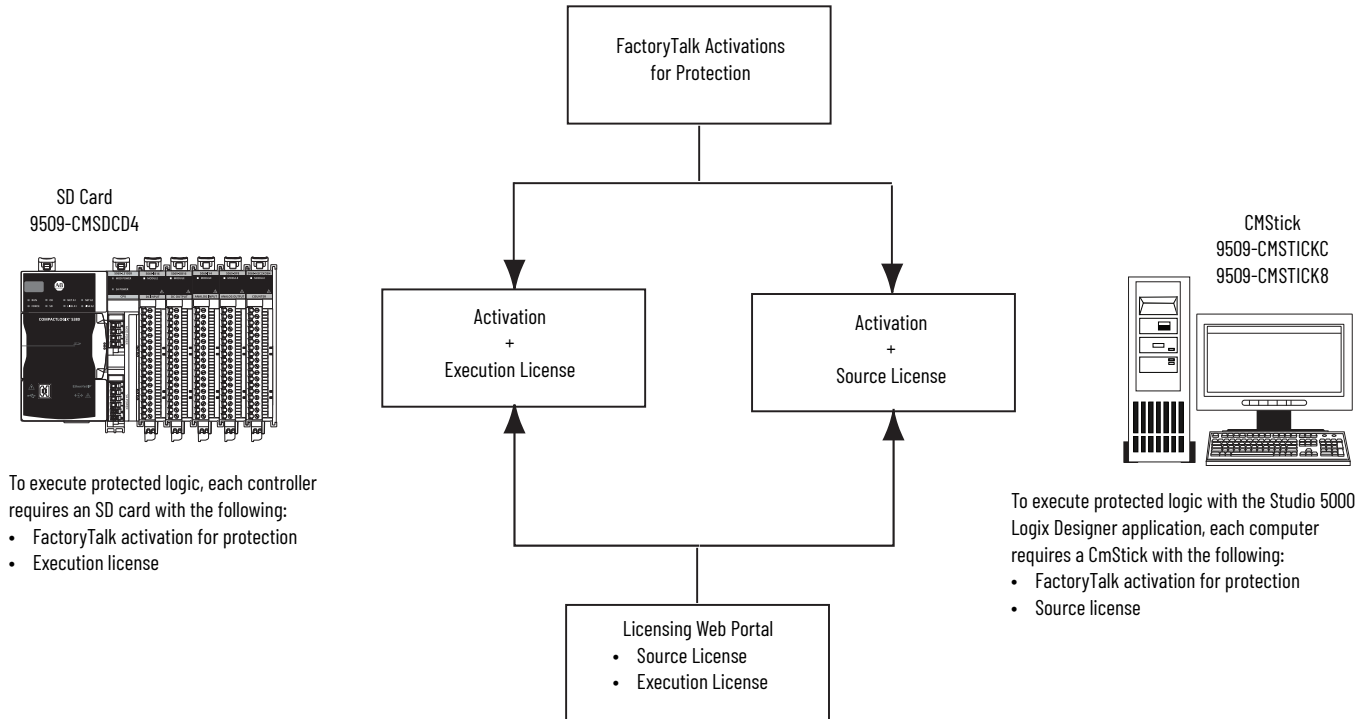 FactoryTalk Activations
for Protection
SD Card
9509-CMSDCD4
CMStick
9509-CMSTICKC
9509-CMSTICK8
AB
COMPACTLOGIX 5380
Activation
+
Execution License
Activation
+
Source License
To execute protected logic, each controller
requires an SD card with the following:
• FactoryTalk activation for protection
• Execution license
To execute protected logic with the Studio 5000
Logix Designer application, each computer
requires a CmStick with the following:
• FactoryTalk activation for protection
• Source license
Licensing Web Portal
• Source License
• Execution License